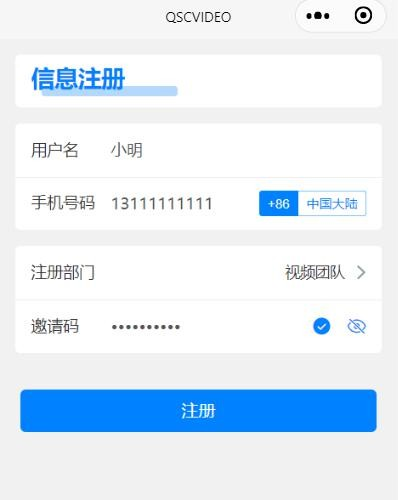 QSCVIDEO
信息注册
用户名 小明
手机号码 13111111111 +86 中国大陆
注册部门 视频团队
邀请码 ••••••••••
注册